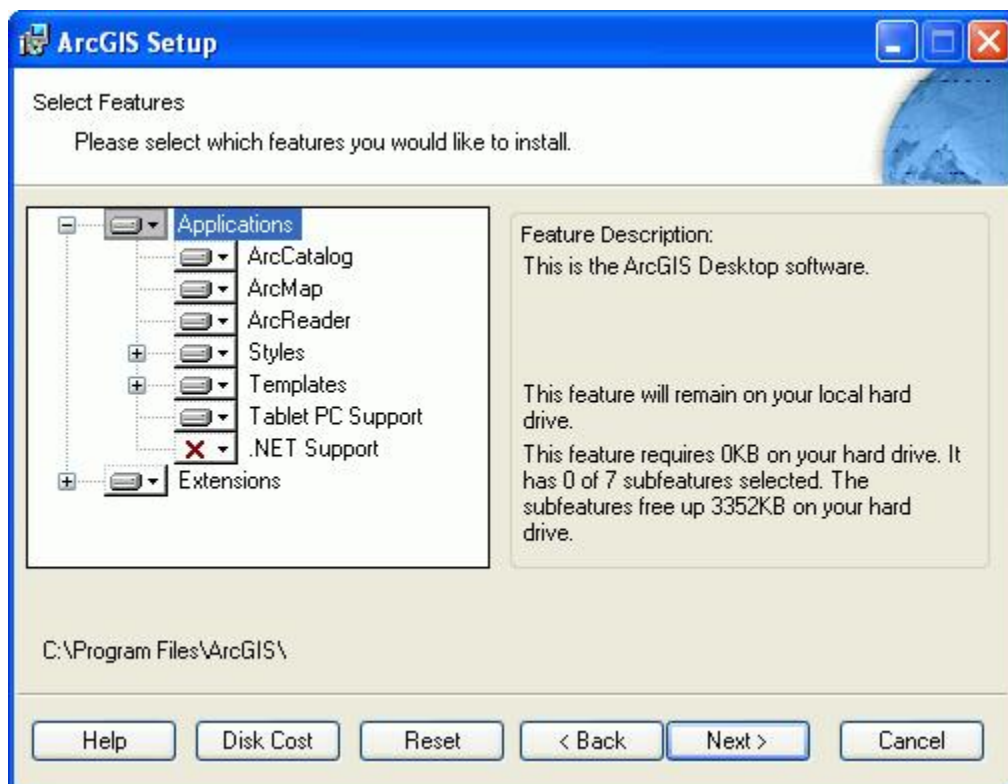 ArcGIS Setup
Select Features
Please select which features you would like to install.
Applications
ArcCatalog
ArcMap
ArcReader
Styles
Templates
Tablet PC Support
.NET Support
Extensions
Feature Description:
This is the ArcGIS Desktop software.
This feature will remain on your local hard
drive.
This feature requires 0KB on your hard drive. It
has 0 of 7 subfeatures selected. The
subfeatures free up 3352KB on your hard
drive.
C:\Program Files\ArcGIS\
Help
Disk Cost
Reset
< Back
Next >
Cancel